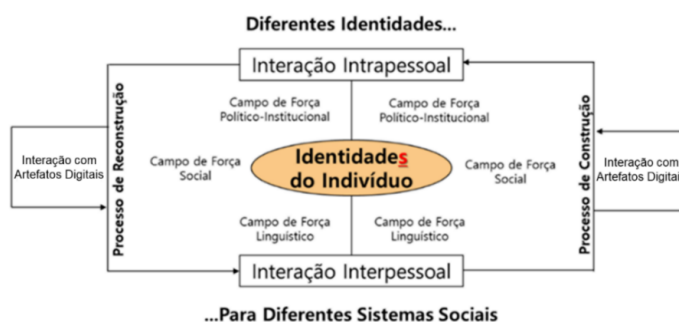 Diferentes Identidades...
Interação Intrapessoal
Campo de Força
Político-Institucional
Campo de Força
Político-Institucional
Processo de Reconstrução
Interação com
Artefatos Digitais
Campo de Força
Social
Identidades
do Indivíduo
Campo de Força
Social
Processo de Construção
Interação com
Artefatos Digitais
Campo de Força
Linguístico
Campo de Força
Linguístico
Interação Interpessoal
...Para Diferentes Sistemas Sociais